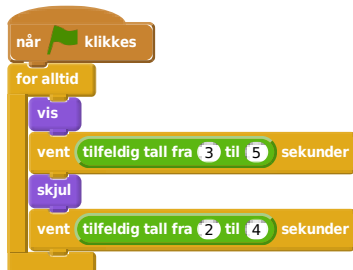 når klikkes
for alltid
vis
vent tilfeldig tall fra 3 til 5 sekunder
skjul
vent tilfeldig tall fra 2 til 4 sekunder